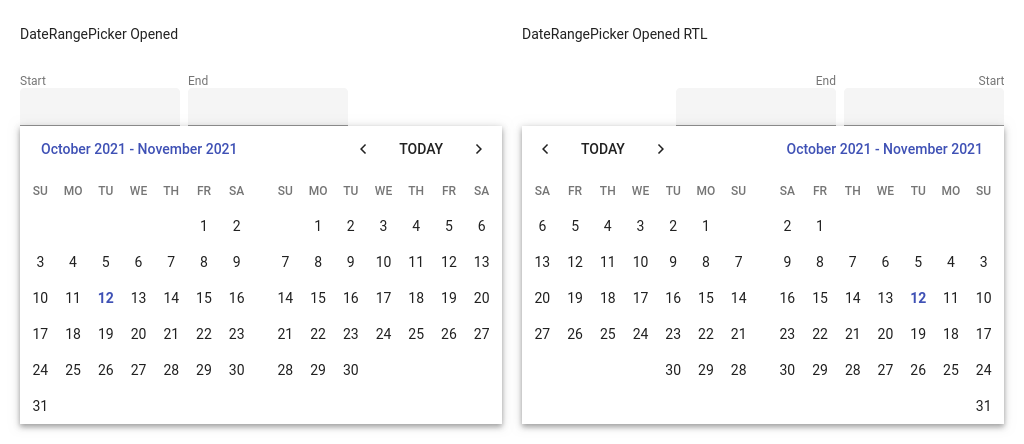 DateRangePicker Opened
Start End
October 2021 - November 2021 TODAY
SU MO TU WE TH FR SA SU MO TU WE TH FR SA
1 2 1 2 3 4 5 6
3 4 5 6 7 8 9 7 8 9 10 11 12 13
10 11 12 13 14 15 16 14 15 16 17 18 19 20
17 18 19 20 21 22 23 21 22 23 24 25 26 27
24 25 26 27 28 29 30 28 29 30
31
DateRangePicker Opened RTL
End Start
TODAY October 2021 - November 2021
SA FR TH WE TU MO SU SA FR TH WE TU MO SU
6 5 4 3 2 1 2 1
13 12 11 10 9 8 7 9 8 7 6 5 4 3
20 19 18 17 16 15 14 16 15 14 13 12 11 10
27 26 25 24 23 22 21 23 22 21 20 19 18 17
30 29 28 30 29 28 27 26 25 24
31